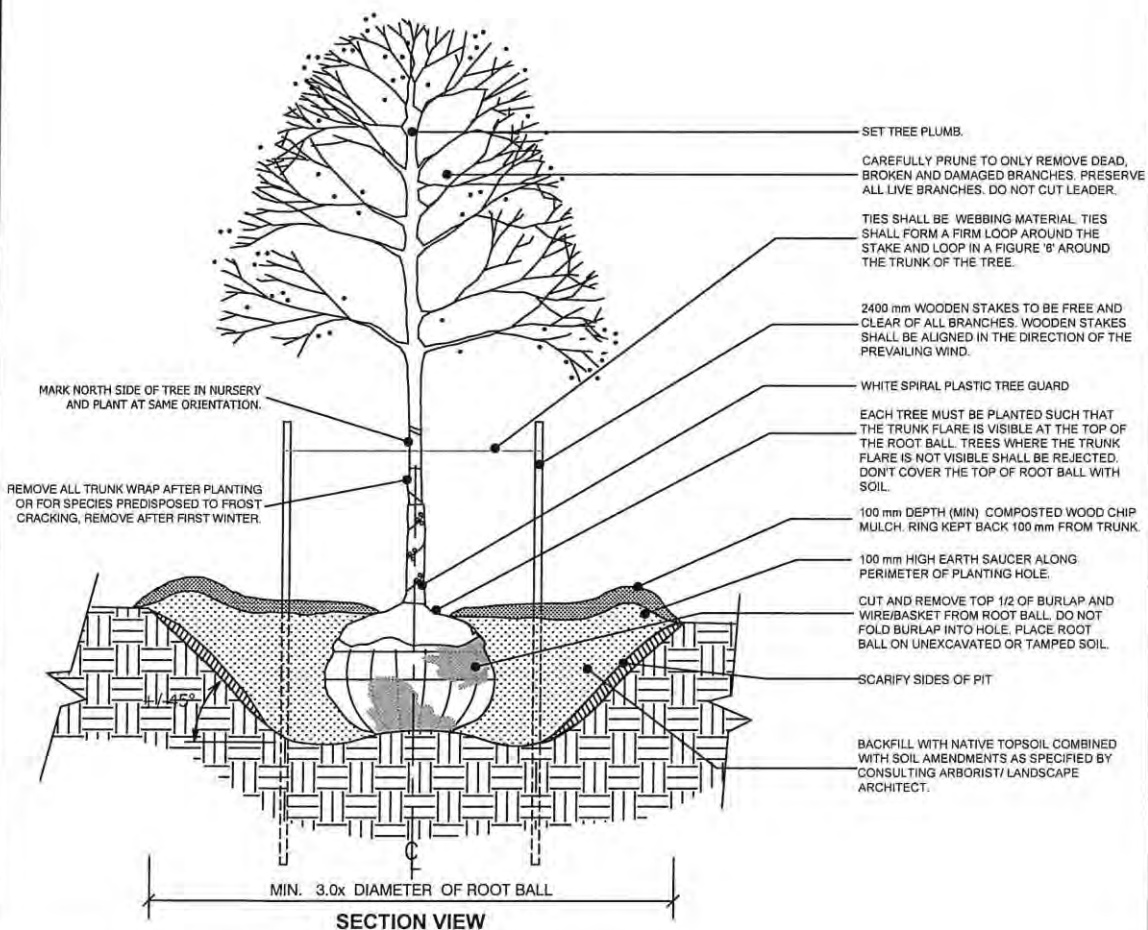 SET TREE PLUMB.
CAREFULLY PRUNE TO ONLY REMOVE DEAD,
BROKEN AND DAMAGED BRANCHES. PRESERVE
ALL LIVE BRANCHES. DO NOT CUT LEADER.
TIES SHALL BE WEBBING MATERIAL. TIES
SHALL FORM A FIRM LOOP AROUND THE
STAKE AND LOOP IN A FIGURE '6' AROUND
THE TRUNK OF THE TREE.
2400 mm WOODEN STAKES TO BE FREE AND
CLEAR OF ALL BRANCHES. WOODEN STAKES
SHALL BE ALIGNED IN THE DIRECTION OF THE
PREVAILING WIND.
WHITE SPIRAL PLASTIC TREE GUARD
MARK NORTH SIDE OF TREE IN NURSERY
AND PLANT AT SAME ORIENTATION.
EACH TREE MUST BE PLANTED SUCH THAT
THE TRUNK FLARE IS VISIBLE AT THE TOP OF
THE ROOT BALL. TREES WHERE THE TRUNK
FLARE IS NOT VISIBLE SHALL BE REJECTED.
DON'T COVER THE TOP OF ROOT BALL WITH
SOIL.
REMOVE ALL TRUNK WRAP AFTER PLANTING
OR FOR SPECIES PREDISPOSED TO FROST
CRACKING, REMOVE AFTER FIRST WINTER.
100 mm DEPTH (MIN) COMPOSTED WOOD CHIP
MULCH. RING KEPT BACK 100 mm FROM TRUNK.
100 mm HIGH EARTH SAUCER ALONG
PERIMETER OF PLANTING HOLE.
CUT AND REMOVE TOP 1/2 OF BURLAP AND
WIRE/BASKET FROM ROOT BALL. DO NOT
FOLD BURLAP INTO HOLE. PLACE ROOT
BALL ON UNEXCAVATED OR TAMPED SOIL.
SCARIFY SIDES OF PIT
+/-45°
BACKFILL WITH NATIVE TOPSOIL COMBINED
WITH SOIL AMENDMENTS AS SPECIFIED BY
CONSULTING ARBORIST/ LANDSCAPE
ARCHITECT.
CL
MIN. 3.0x DIAMETER OF ROOT BALL
SECTION VIEW